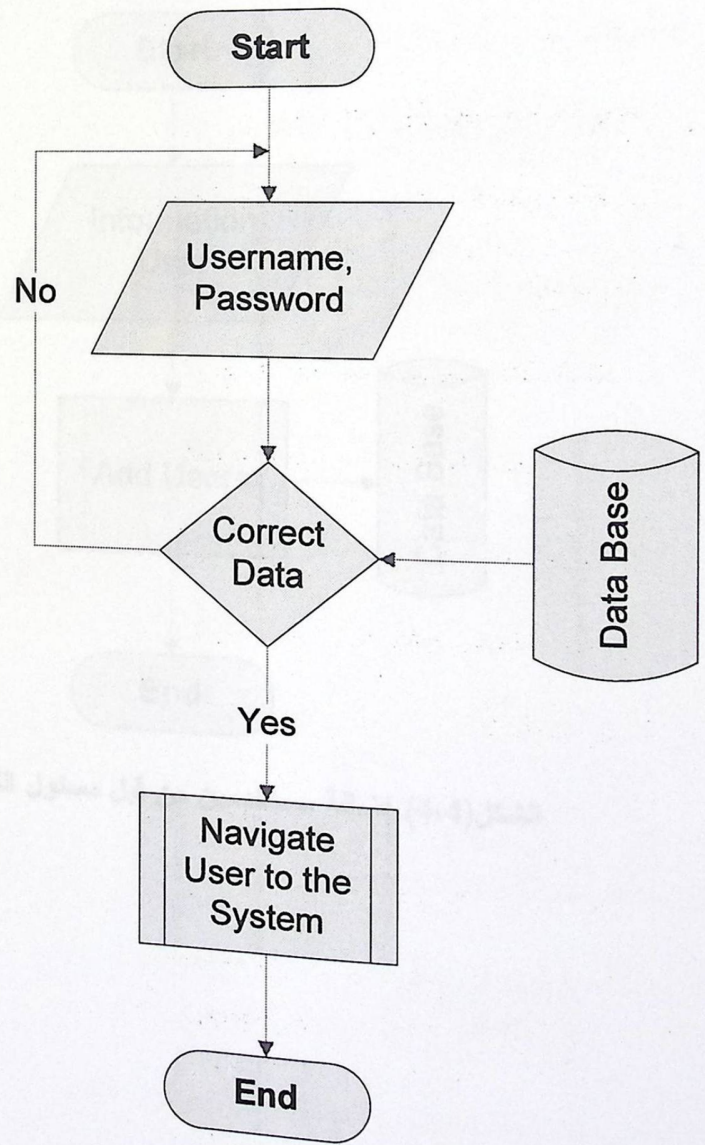 Start
Username,
Password
No
Correct
Data
Data Base
Yes
Navigate
User to the
System
End